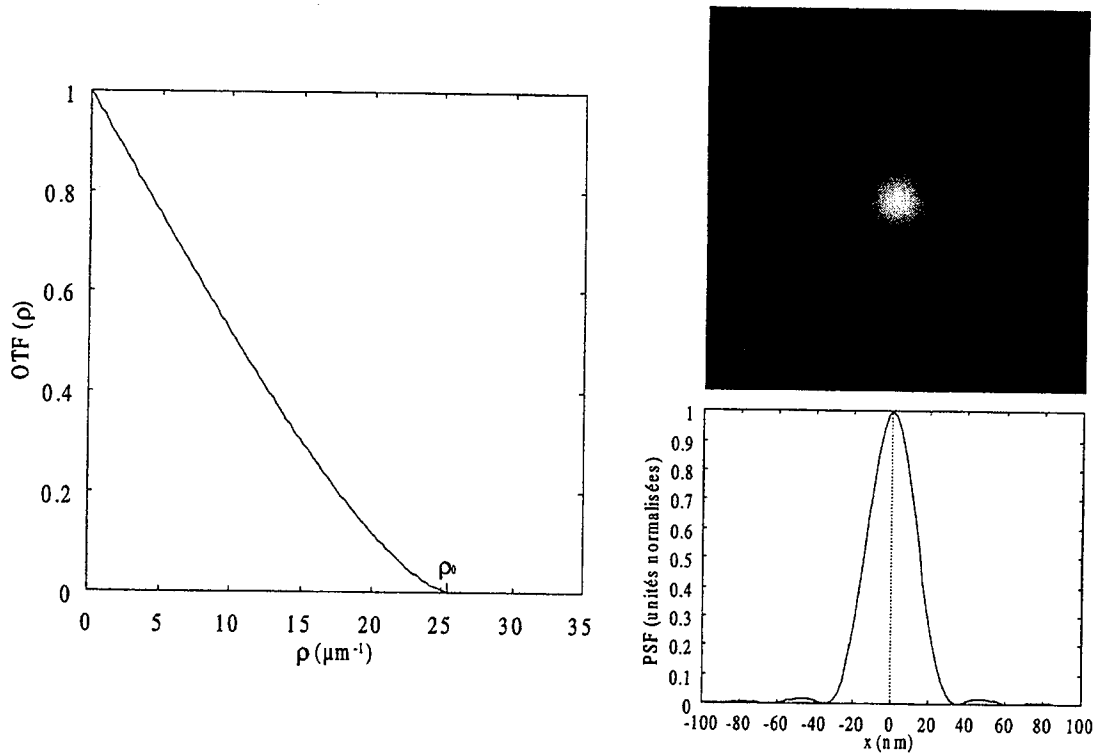 1
0.8
0.6
0.4
0.2
0
OTF (ρ)
ρ₀
0 5 10 15 20 25 30 35
ρ (µm⁻¹)
1
0.9
0.8
0.7
0.6
0.5
0.4
0.3
0.2
0.1
0
PSF (unités normalisées)
-100 -80 -60 -40 -20 0 20 40 60 80 100
x (nm)